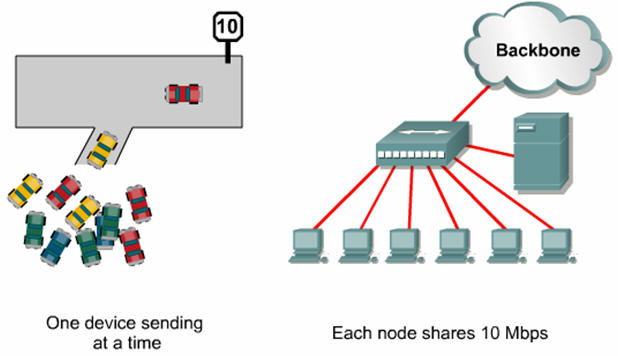 10
Backbone
One device sending
at a time
Each node shares 10 Mbps